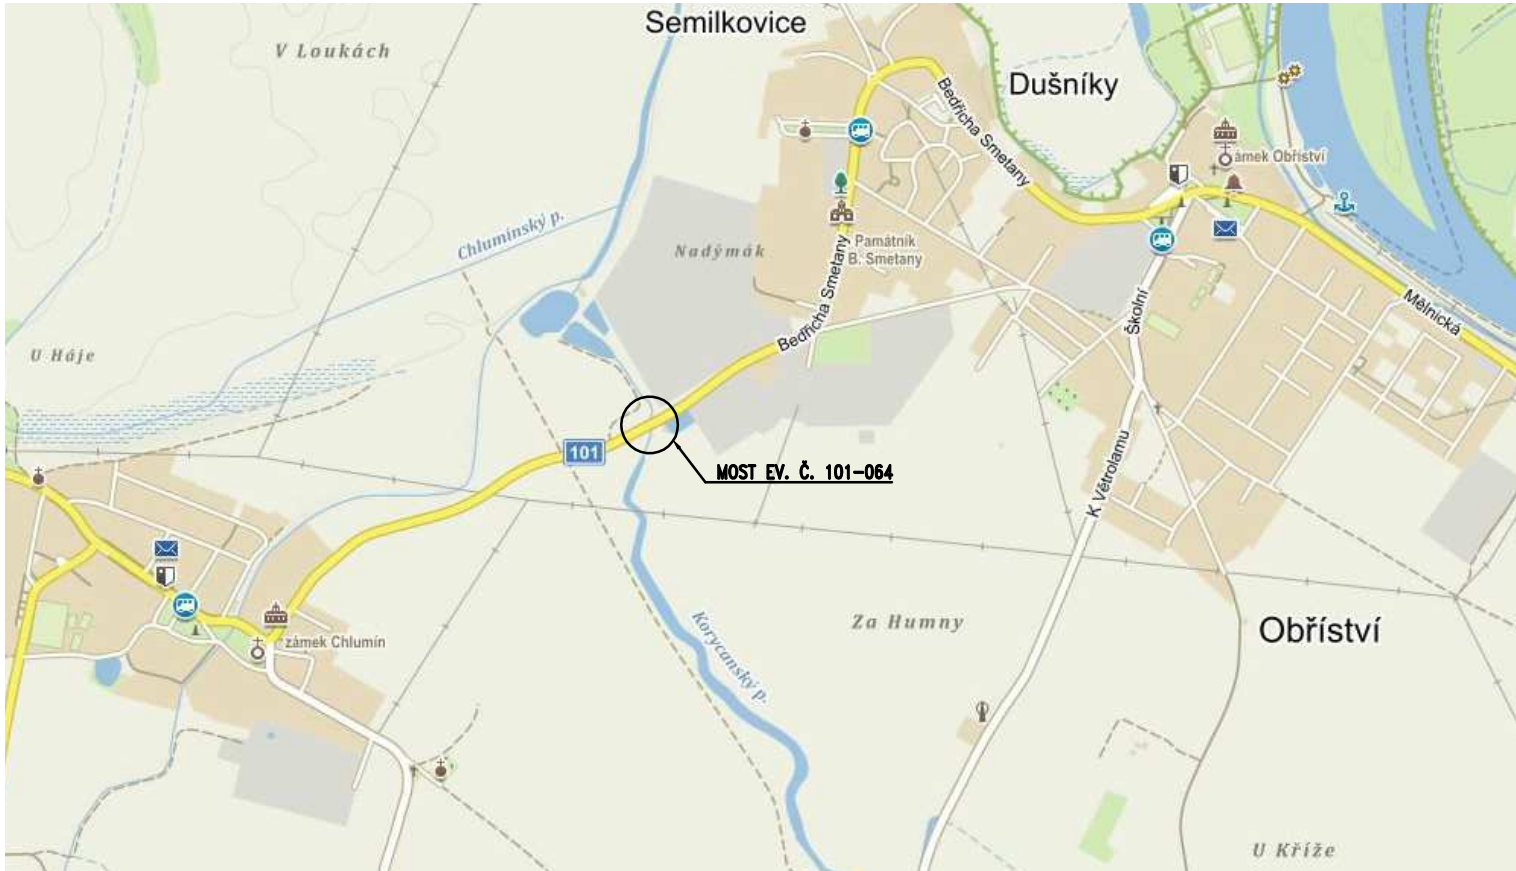 Semilkovice
V Loukách
Dušníky
Bedřicha Smetany
ámek Obříství
Chlumínský p.
Nadýmák
Památník
B. Smetany
Bedřicha Smetany
Školní
Mělnická
U Háje
101
MOST EV. Č. 101-064
K Větrolamu
Korycanský p.
Za Humny
Obříství
zámek Chlumín
U Kříže